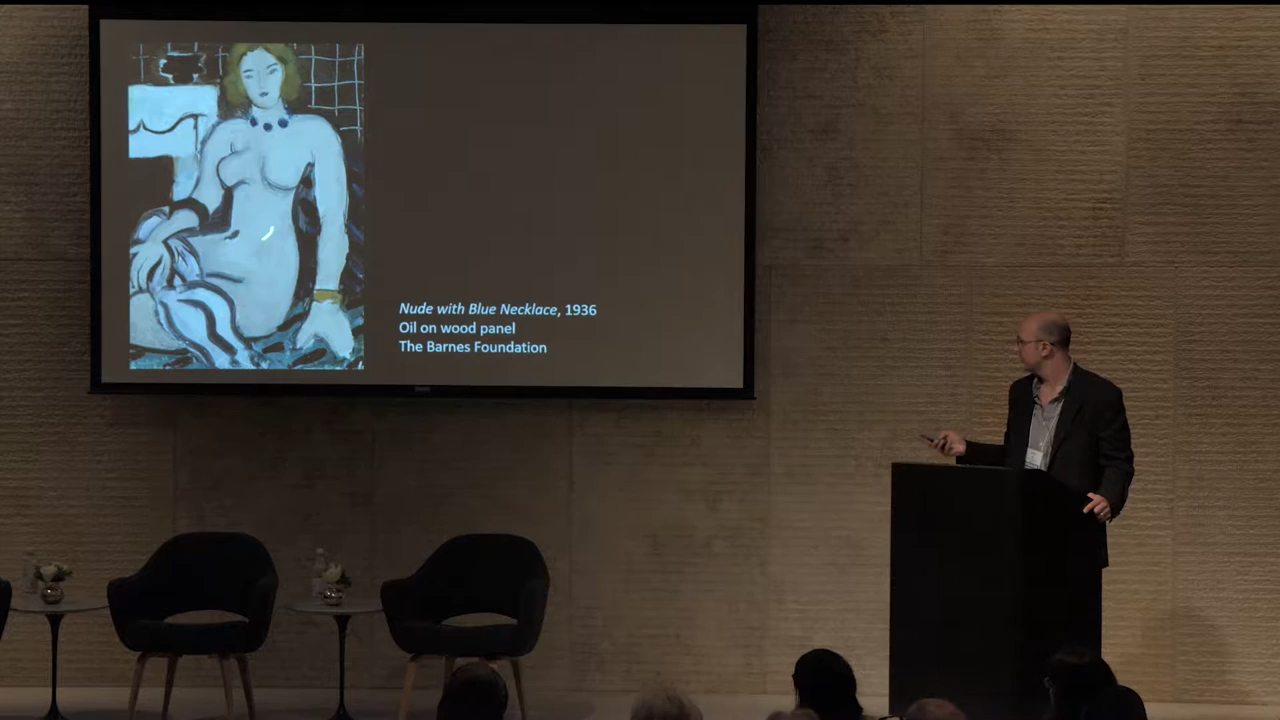 Nude with Blue Necklace, 1936
Oil on wood panel
The Barnes Foundation